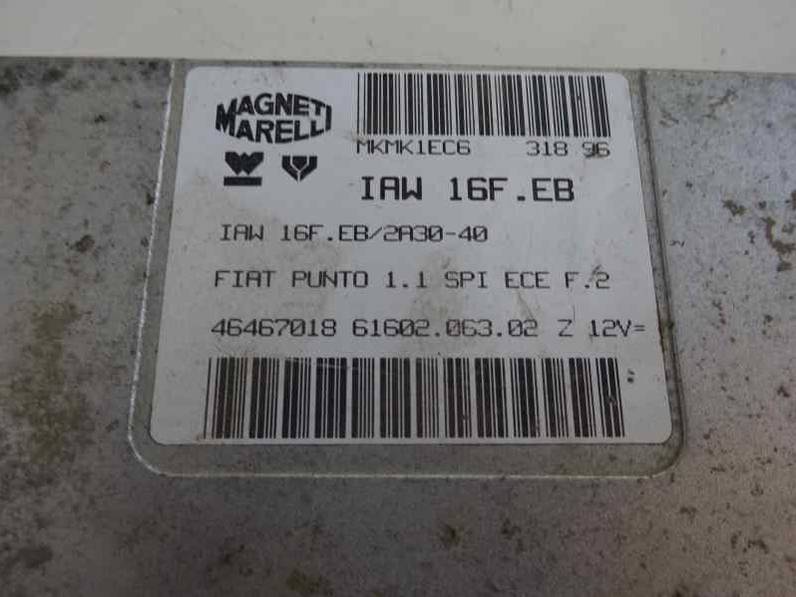 MAGNETI
MARELLI
MKMK1EC6 318 96
IAW 16F.EB
IAW 16F.EB/2A30-40
FIAT PUNTO 1.1 SPI ECE F.2
46467018 61602.063.02 Z 12V=